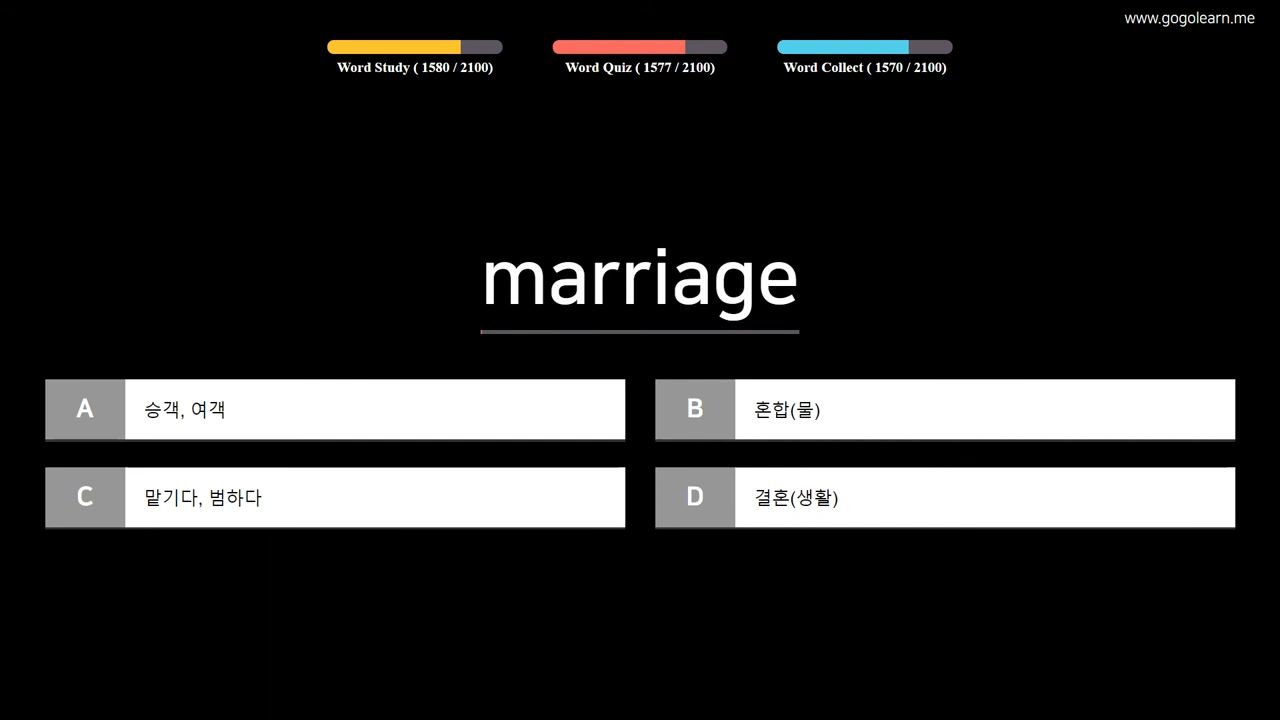 www.gogolearn.me
Word Study ( 1580 / 2100)
Word Quiz ( 1577 / 2100)
Word Collect ( 1570 / 2100)
marriage
A 승객, 여객
B 혼합(물)
C 맡기다, 범하다
D 결혼(생활)